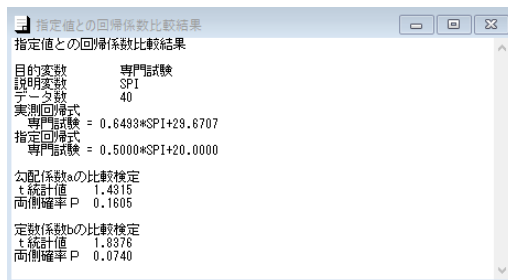 指定値との回帰係数比較結果
指定値との回帰係数比較結果
目的変数 専門試験
説明変数 SPI
データ数 40
実測回帰式
専門試験 = 0.6493*SPI+29.6707
指定回帰式
専門試験 = 0.5000*SPI+20.0000
勾配係数aの比較検定
t 統計値 1.4315
両側確率P 0.1605
定数係数bの比較検定
t 統計値 1.8376
両側確率P 0.0740